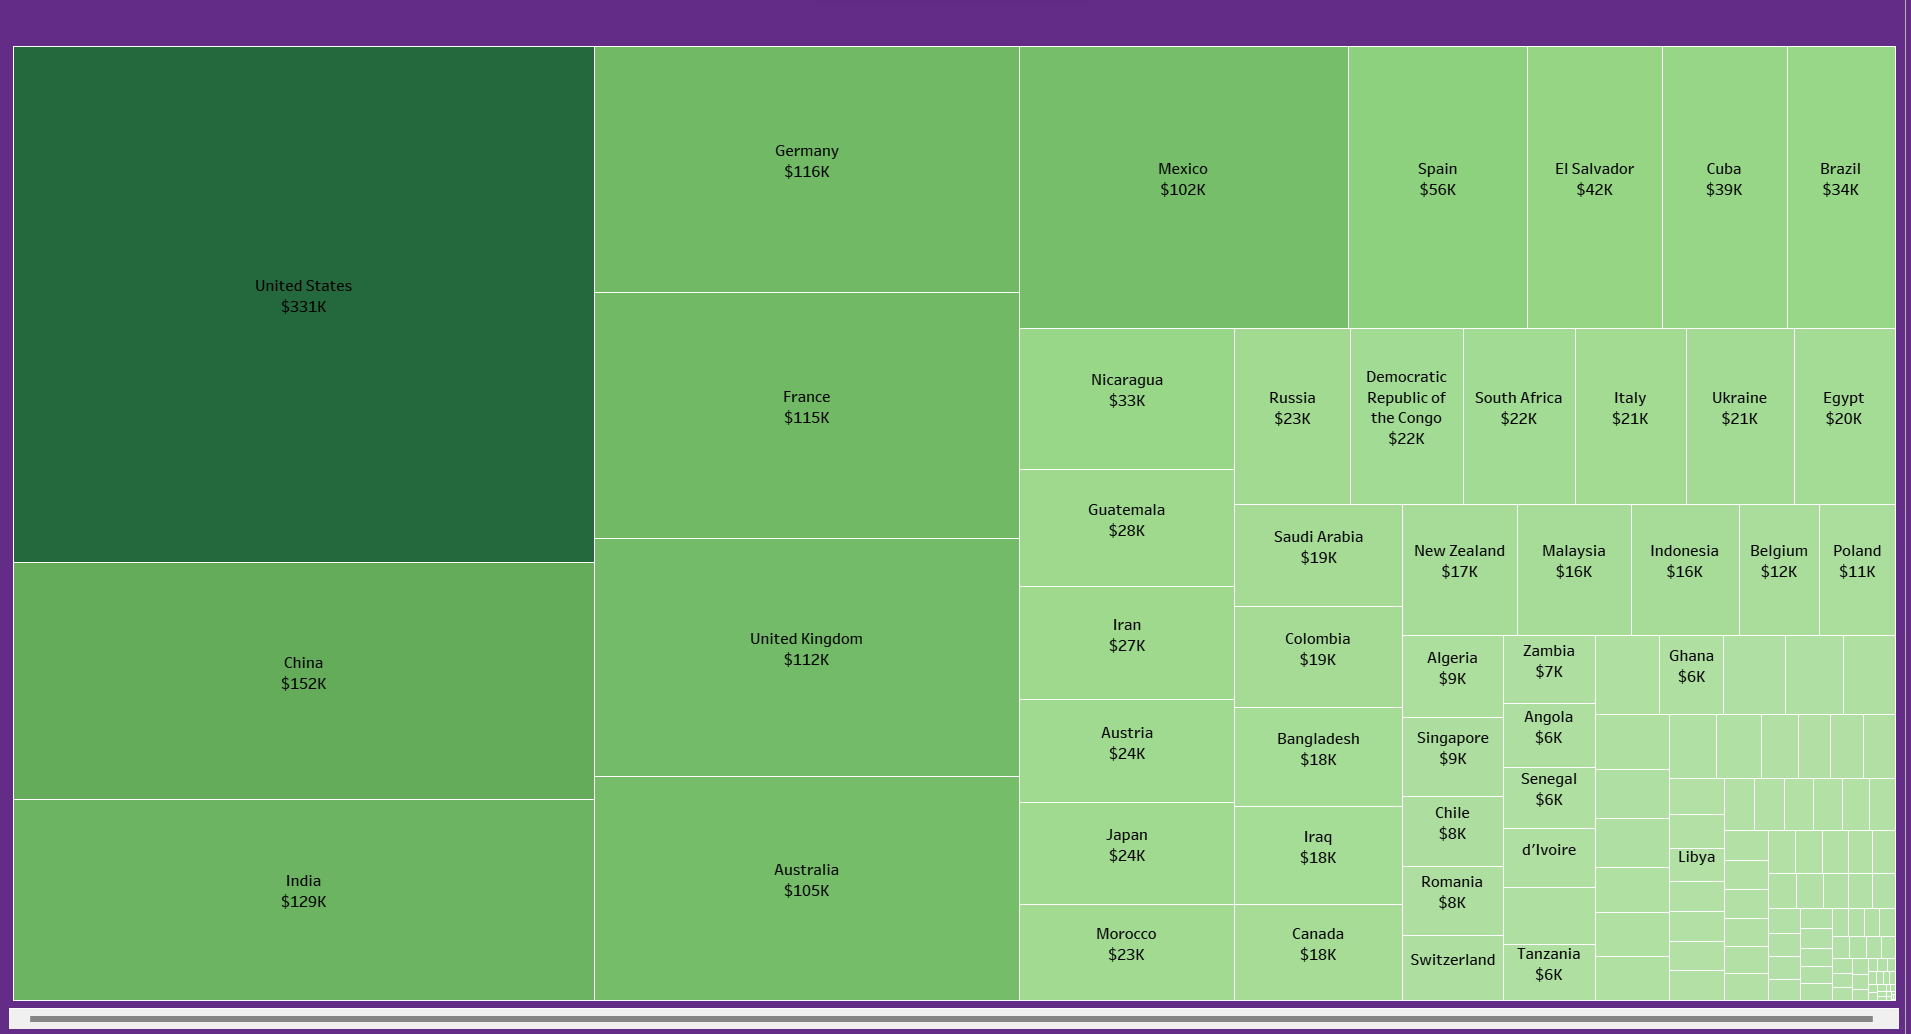 United States
$331K
China
$152K
India
$129K
Germany
$116K
France
$115K
United Kingdom
$112K
Australia
$105K
Mexico
$102K
Spain
$56K
El Salvador
$42K
Cuba
$39K
Brazil
$34K
Nicaragua
$33K
Guatemala
$28K
Iran
$27K
Austria
$24K
Japan
$24K
Morocco
$23K
Russia
$23K
Democratic
Republic of
the Congo
$22K
South Africa
$22K
Italy
$21K
Ukraine
$21K
Egypt
$20K
Saudi Arabia
$19K
Colombia
$19K
Bangladesh
$18K
Iraq
$18K
Canada
$18K
New Zealand
$17K
Malaysia
$16K
Indonesia
$16K
Belgium
$12K
Poland
$11K
Algeria
$9K
Singapore
$9K
Chile
$8K
Romania
$8K
Switzerland
Zambia
$7K
Angola
$6K
Senegal
$6K
d’Ivoire
Tanzania
$6K
Ghana
$6K
Libya